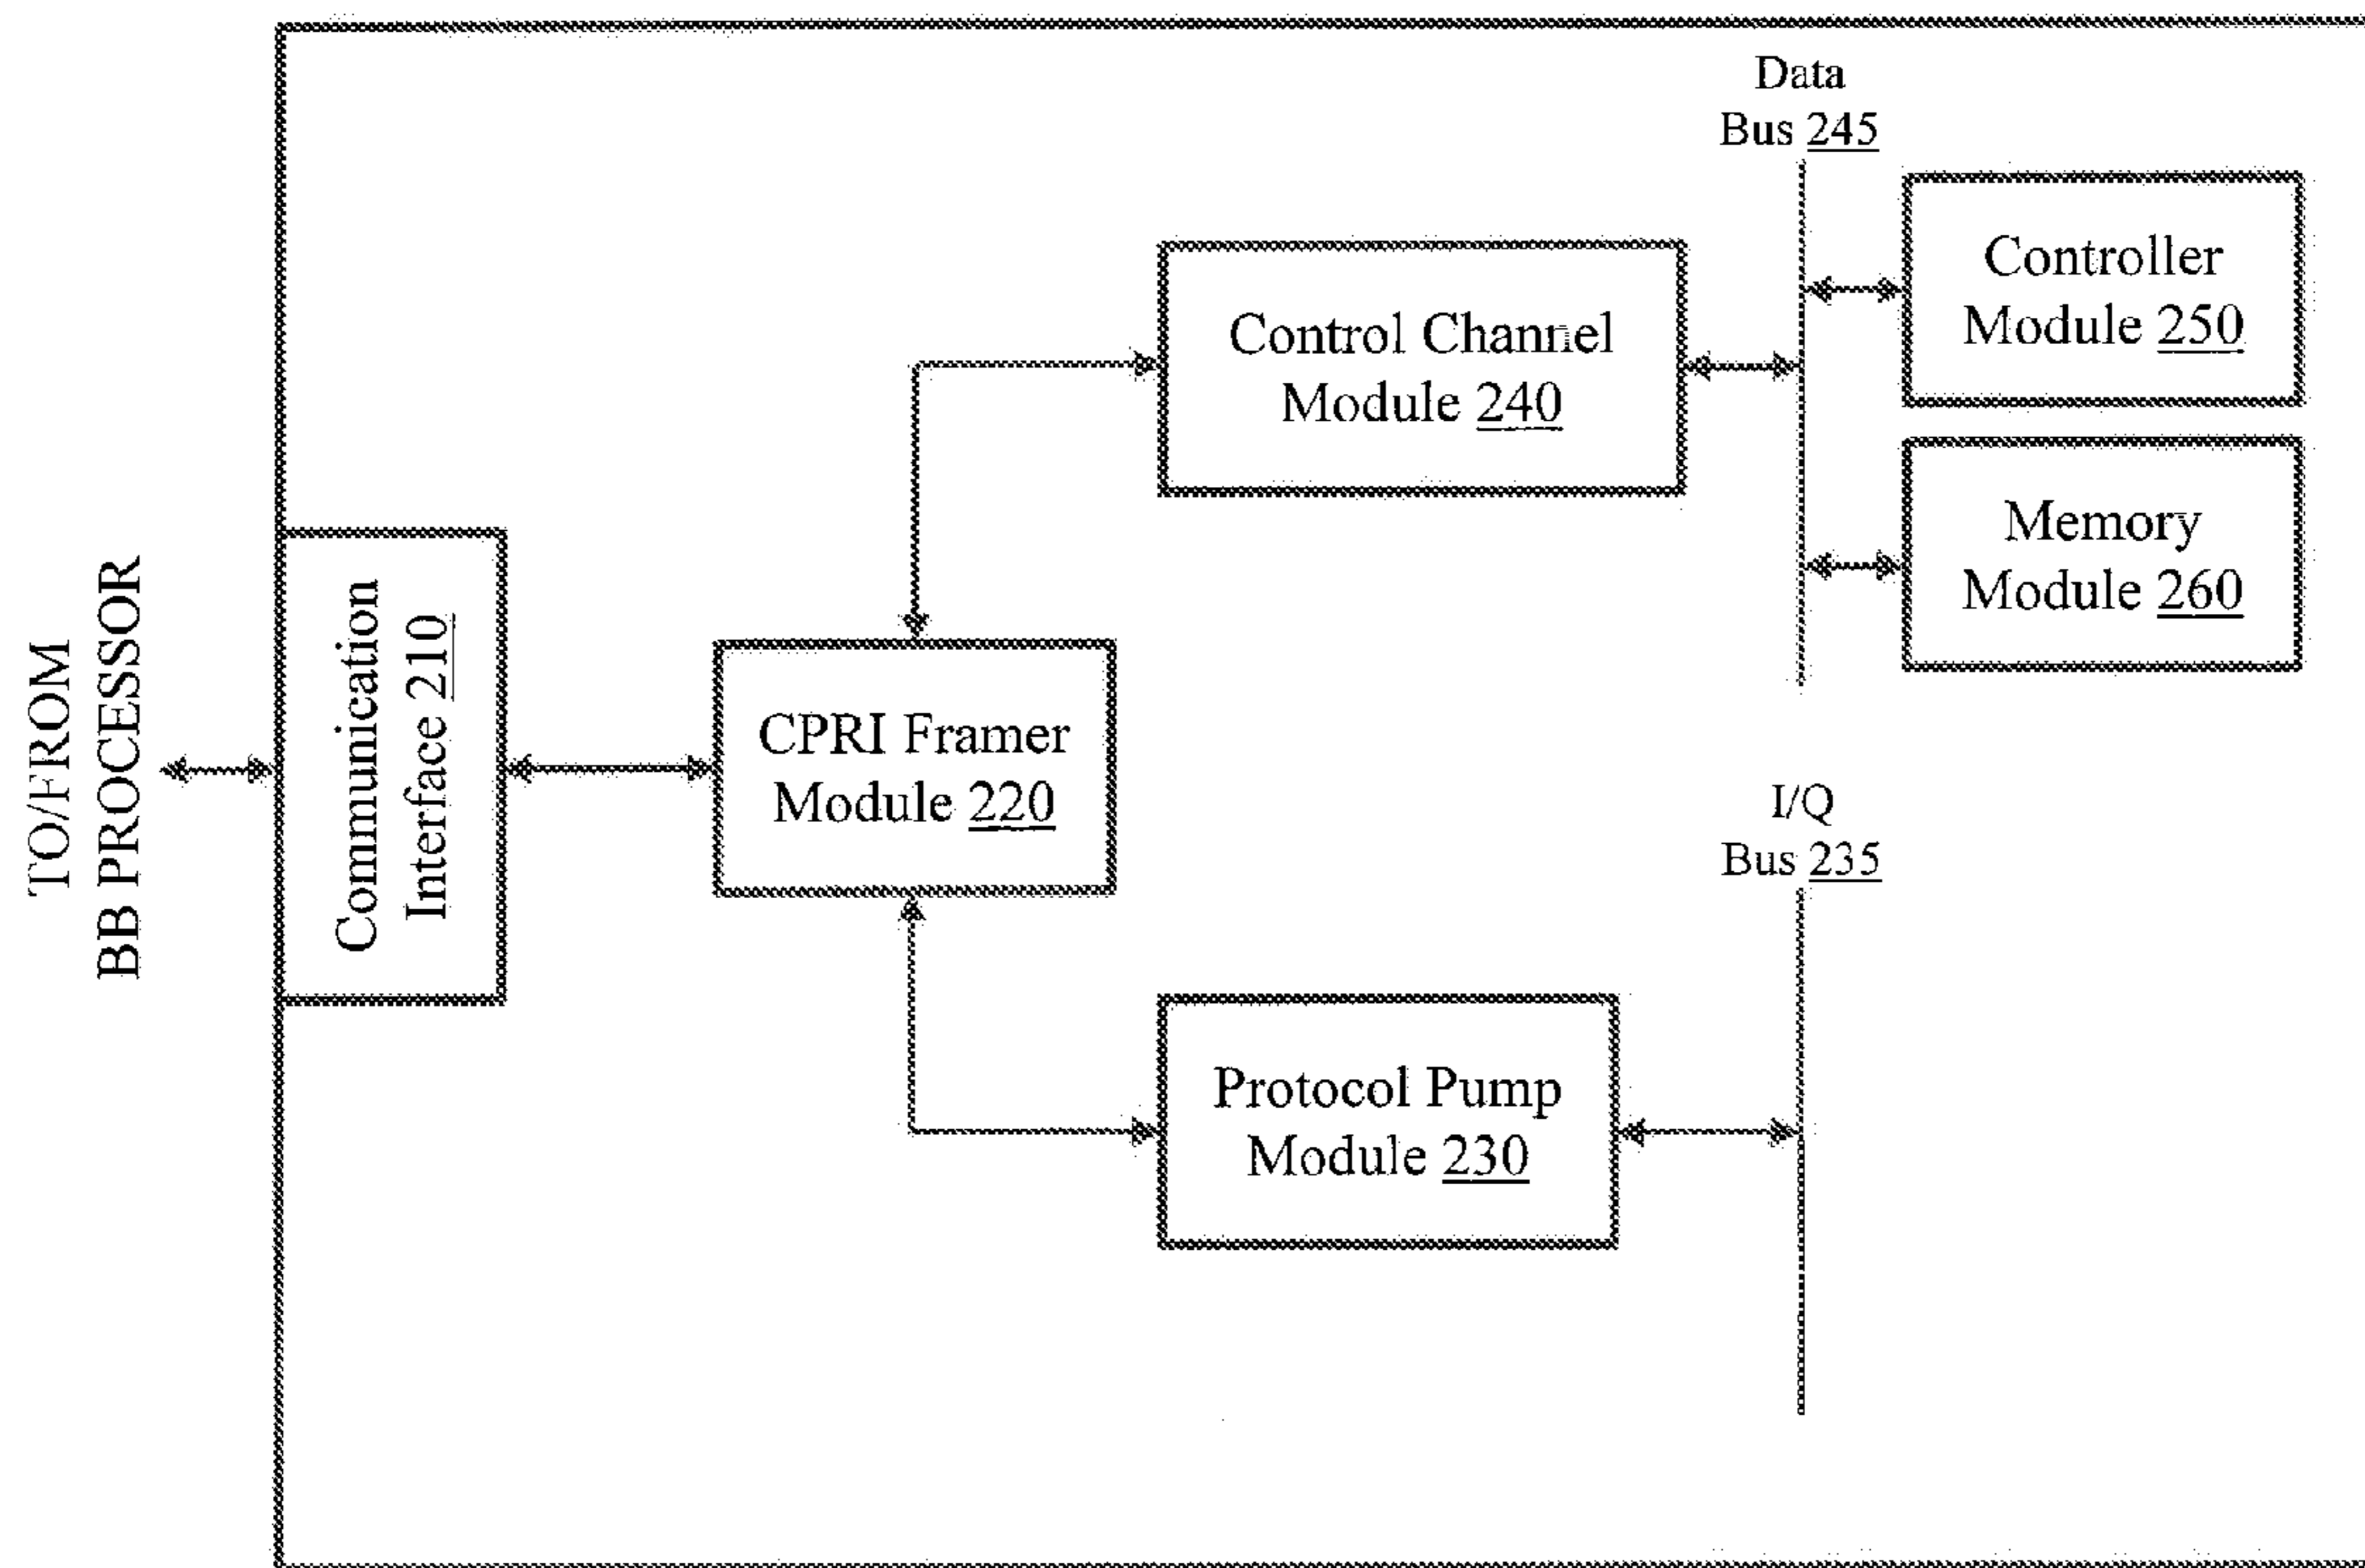 TO/FROM
BB PROCESSOR
Communication
Interface 210
CPRI Framer
Module 220
Control Channel
Module 240
Data
Bus 245
Controller
Module 250
Memory
Module 260
I/Q
Bus 235
Protocol Pump
Module 230